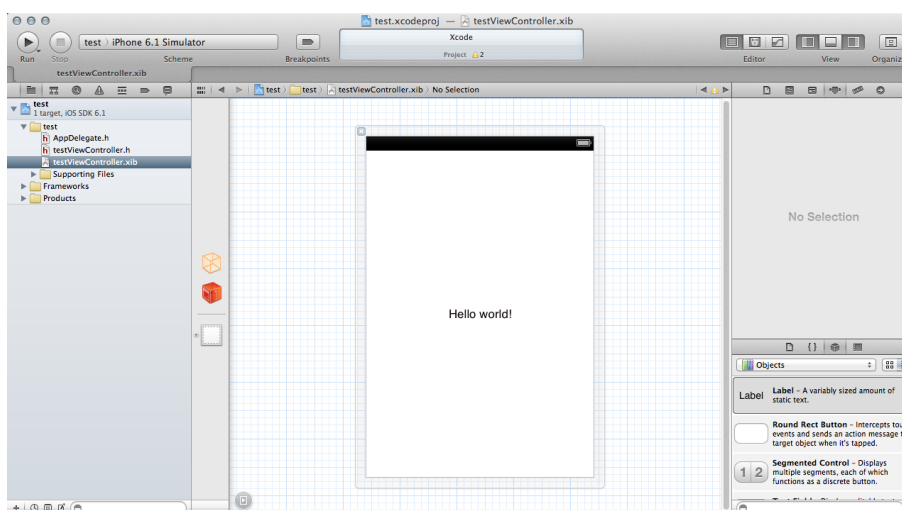 test.xcodeproj — testViewController.xib
test › iPhone 6.1 Simulator
Xcode
Project 2
Run Stop Scheme Breakpoints Editor View Organiz
testViewController.xib
test › test › testViewController.xib › No Selection
test
1 target, iOS SDK 6.1
test
AppDelegate.h
testViewController.h
testViewController.xib
Supporting Files
Frameworks
Products
No Selection
Hello world!
{}
Objects
Label
Label – A variably sized amount of
static text.
Round Rect Button – Intercepts tou
events and sends an action message t
target object when it's tapped.
1 2
Segmented Control – Displays
multiple segments, each of which
functions as a discrete button.